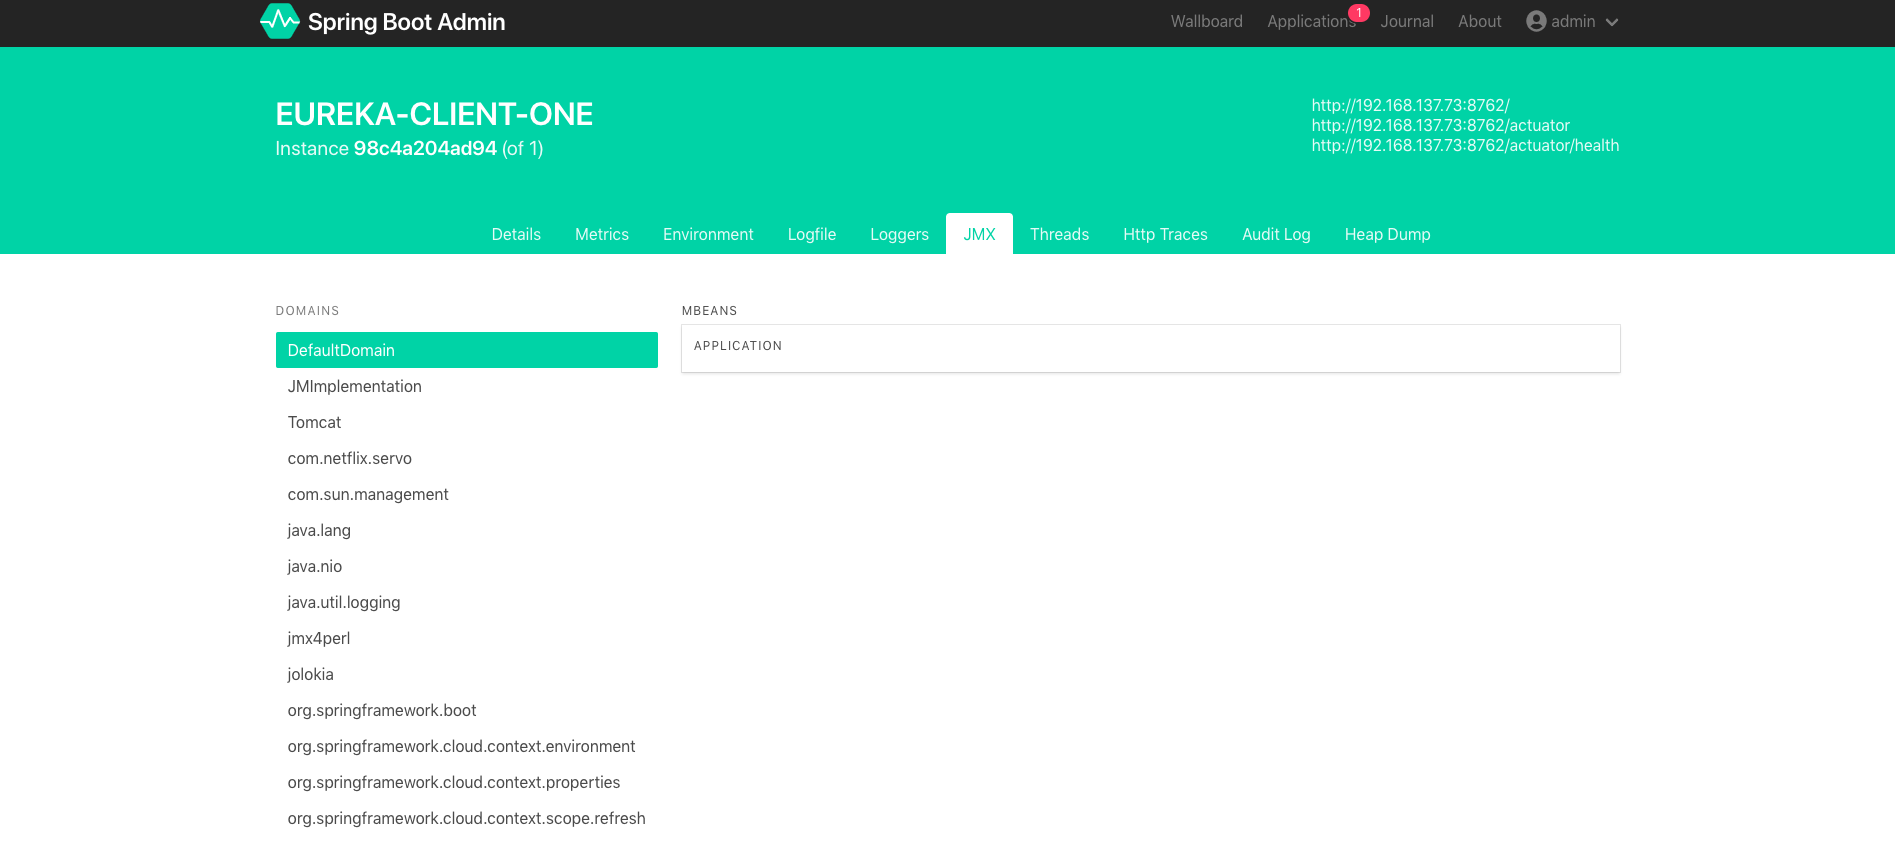 Spring Boot Admin
Wallboard Applications 1 Journal About admin
EUREKA-CLIENT-ONE
Instance 98c4a204ad94 (of 1)
http://192.168.137.73:8762/
http://192.168.137.73:8762/actuator
http://192.168.137.73:8762/actuator/health
Details Metrics Environment Logfile Loggers JMX Threads Http Traces Audit Log Heap Dump
DOMAINS
DefaultDomain
JMImplementation
Tomcat
com.netflix.servo
com.sun.management
java.lang
java.nio
java.util.logging
jmx4perl
jolokia
org.springframework.boot
org.springframework.cloud.context.environment
org.springframework.cloud.context.properties
org.springframework.cloud.context.scope.refresh
MBEANS
APPLICATION